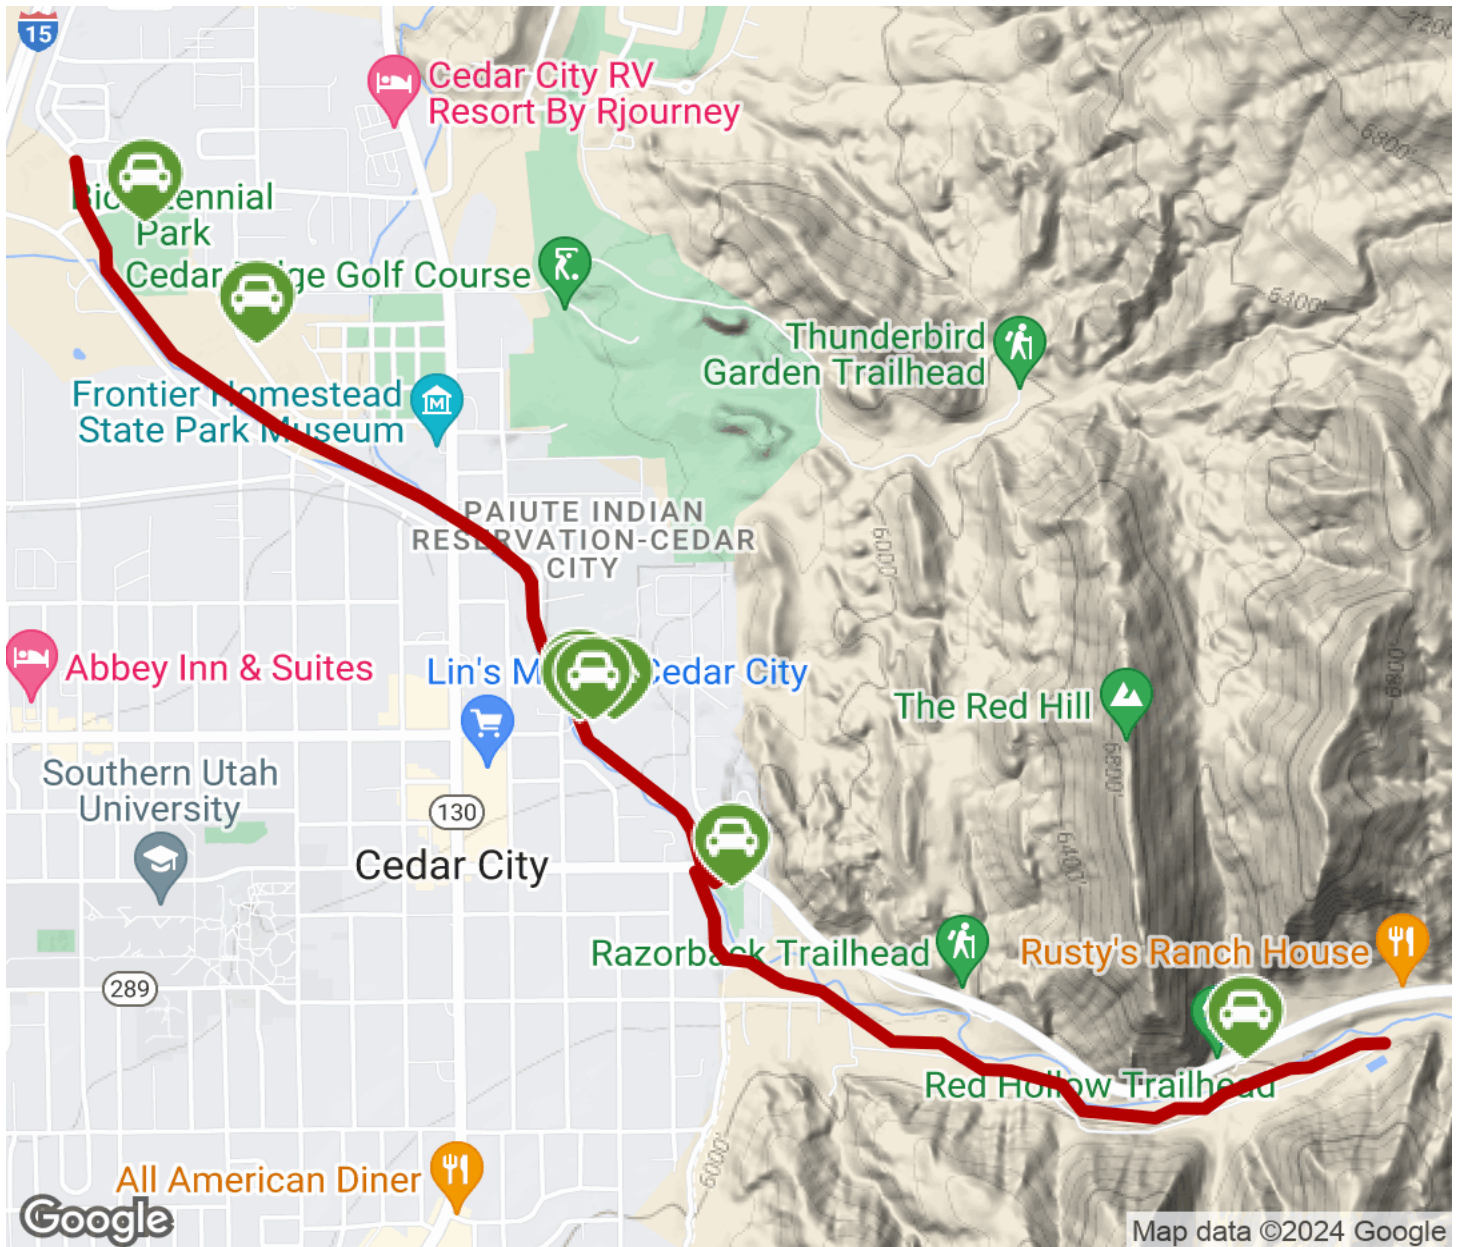 15
7200
Cedar City RV
Resort By Rjourney
6800'
Bicentennial
Park
Cedar Ridge Golf Course
6400'
Thunderbird
Garden Trailhead
Frontier Homestead
State Park Museum
PAIUTE INDIAN
RESERVATION-CEDAR
CITY
6000'
Abbey Inn & Suites
Lin's M Cedar City
6800
The Red Hill
6800'
Southern Utah
University
130
6400'
Cedar City
Razorback Trailhead
Rusty's Ranch House
289
Red Hollow Trailhead
6000'
All American Diner
Google
Map data ©2024 Google